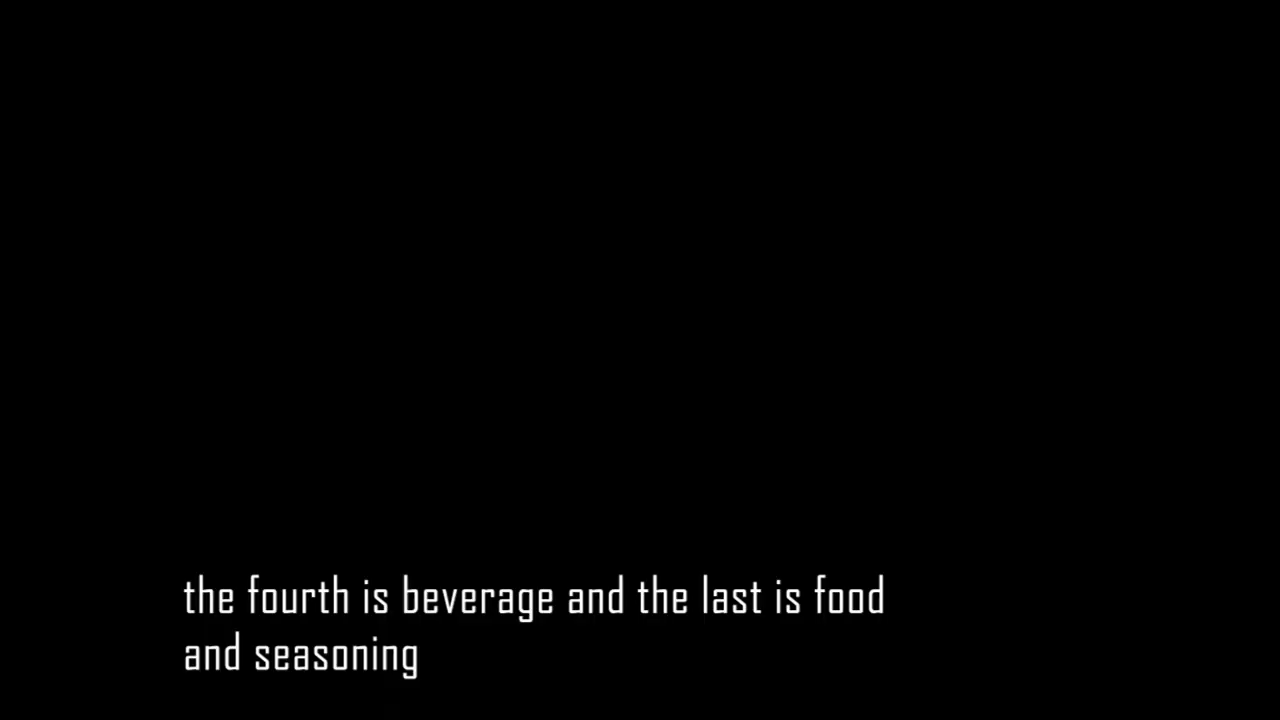 the fourth is beverage and the last is food
and seasoning